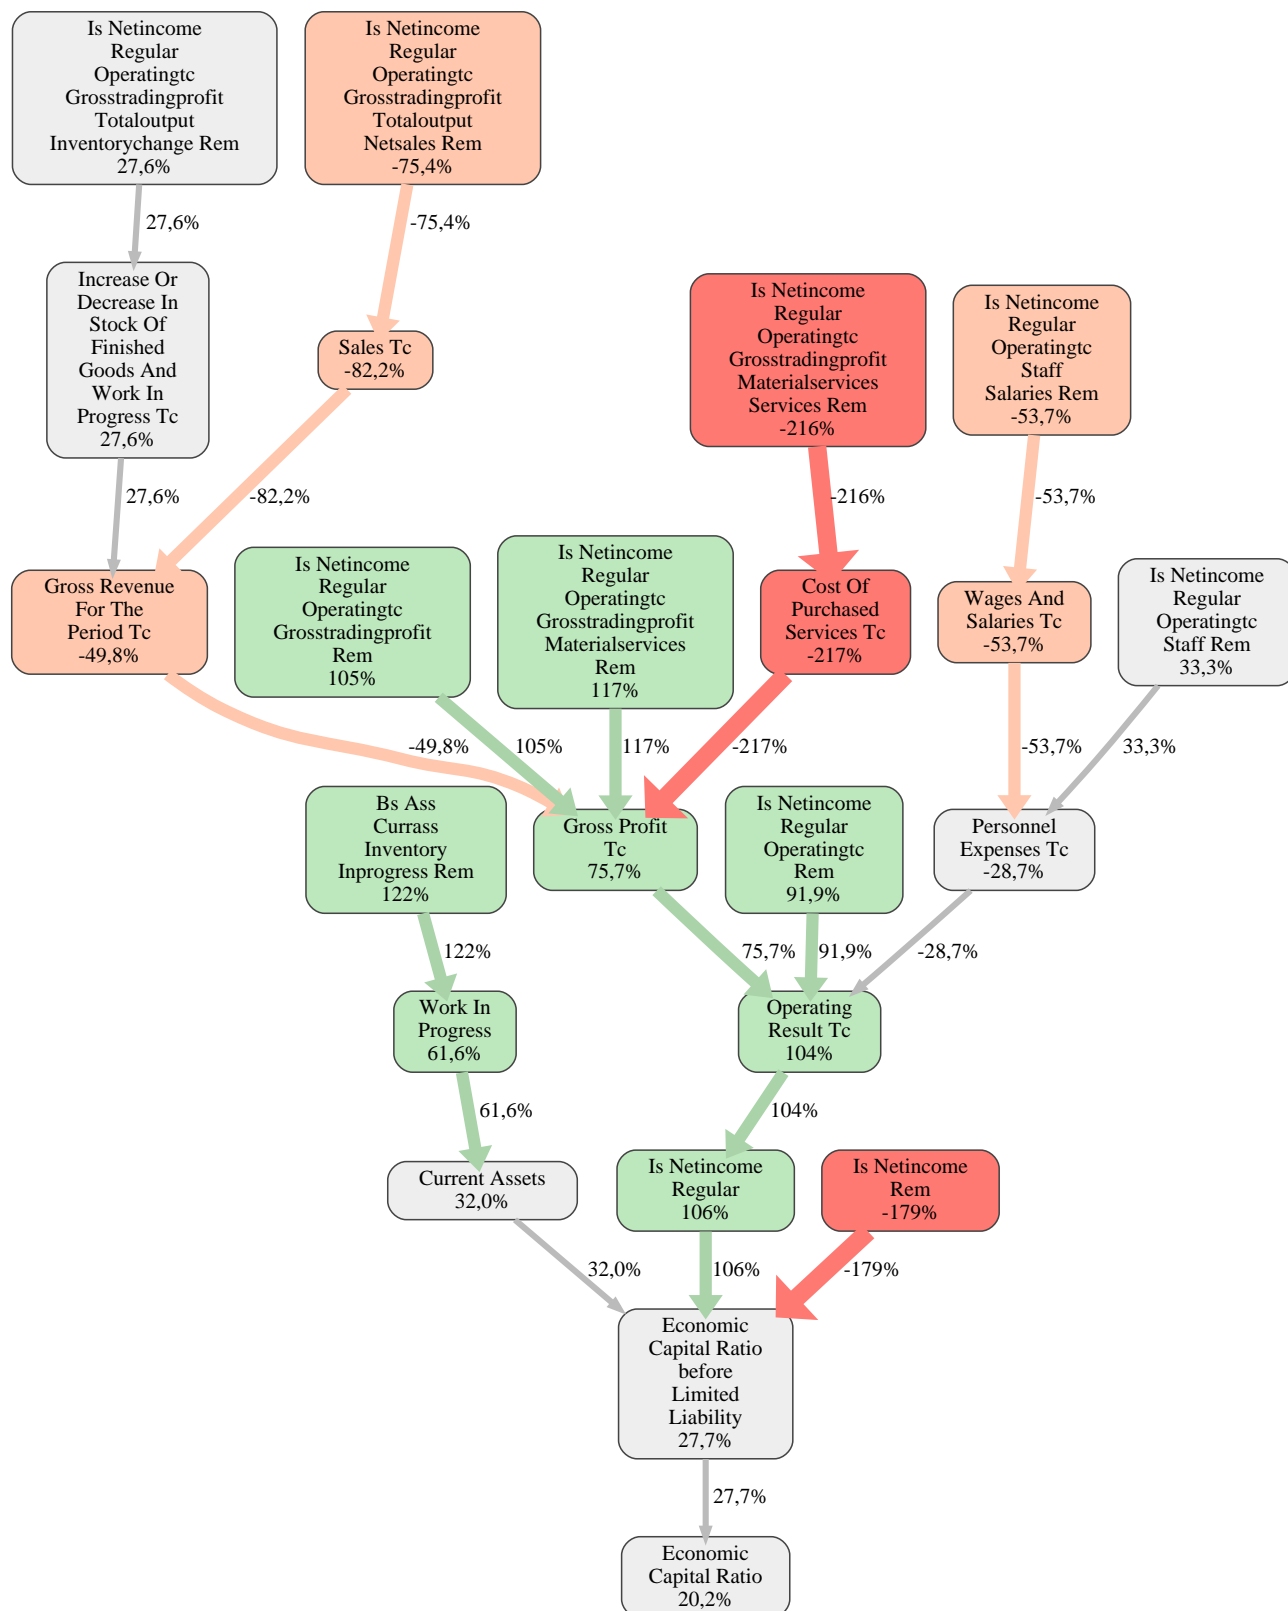 Is Netincome
Regular
Operatingtc
Grosstradingprofit
Totaloutput
Inventorychange Rem
27,6%
Is Netincome
Regular
Operatingtc
Grosstradingprofit
Totaloutput
Netsales Rem
-75,4%
27,6%
-75,4%
Increase Or
Decrease In
Stock Of
Finished
Goods And
Work In
Progress Tc
27,6%
Sales Tc
-82,2%
Is Netincome
Regular
Operatingtc
Grosstradingprofit
Materialservices
Services Rem
-216%
Is Netincome
Regular
Operatingtc
Staff
Salaries Rem
-53,7%
27,6%
-82,2%
-216%
-53,7%
Gross Revenue
For The
Period Tc
-49,8%
Is Netincome
Regular
Operatingtc
Grosstradingprofit
Rem
105%
Is Netincome
Regular
Operatingtc
Grosstradingprofit
Materialservices
Rem
117%
Cost Of
Purchased
Services Tc
-217%
Wages And
Salaries Tc
-53,7%
Is Netincome
Regular
Operatingtc
Staff Rem
33,3%
-49,8%
105%
117%
-217%
-53,7%
33,3%
Bs Ass
Currass
Inventory
Inprogress Rem
122%
Gross Profit
Tc
75,7%
Is Netincome
Regular
Operatingtc
Rem
91,9%
Personnel
Expenses Tc
-28,7%
122%
75,7%
91,9%
-28,7%
Work In
Progress
61,6%
Operating
Result Tc
104%
61,6%
104%
Current Assets
32,0%
Is Netincome
Regular
106%
Is Netincome
Rem
-179%
32,0%
106%
-179%
Economic
Capital Ratio
before
Limited
Liability
27,7%
27,7%
Economic
Capital Ratio
20,2%